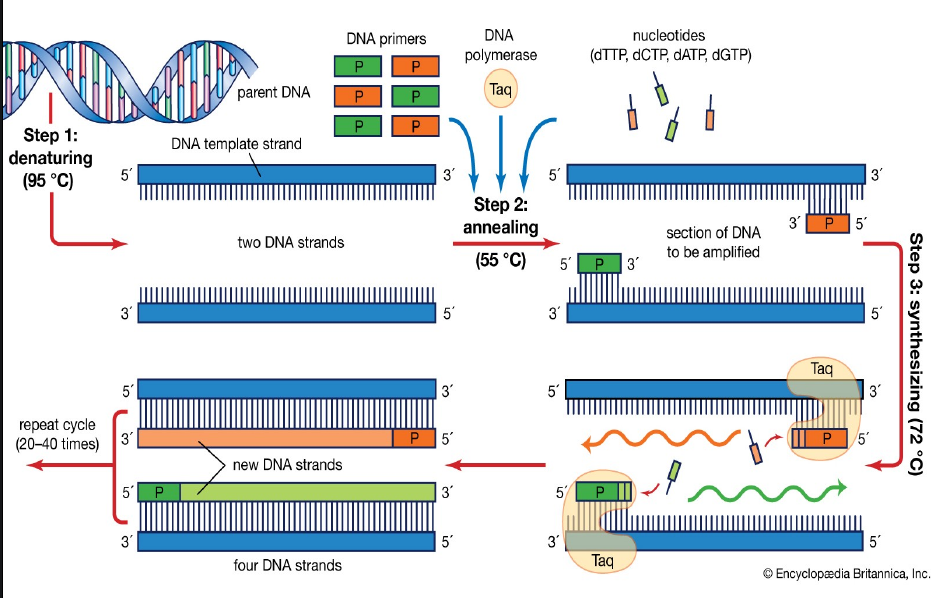 DNA primers
P P
P P
P P
DNA
polymerase
Taq
nucleotides
(dTTP, dCTP, dATP, dGTP)
parent DNA
Step 1:
denaturing
(95 °C)
DNA template strand
5′ 3′
two DNA strands
3′ 5′
Step 2:
annealing
(55 °C)
5′ 3′
3′ P 5′
section of DNA
to be amplified
5′ P 3′
3′ 5′
Step 3: synthesizing (72 °C)
Taq
5′ 3′
P 5′
5′ P
3′ 5′
Taq
5′ 3′
3′ P 5′
new DNA strands
5′ P 3′
3′ 5′
four DNA strands
repeat cycle
(20–40 times)
© Encyclopædia Britannica, Inc.